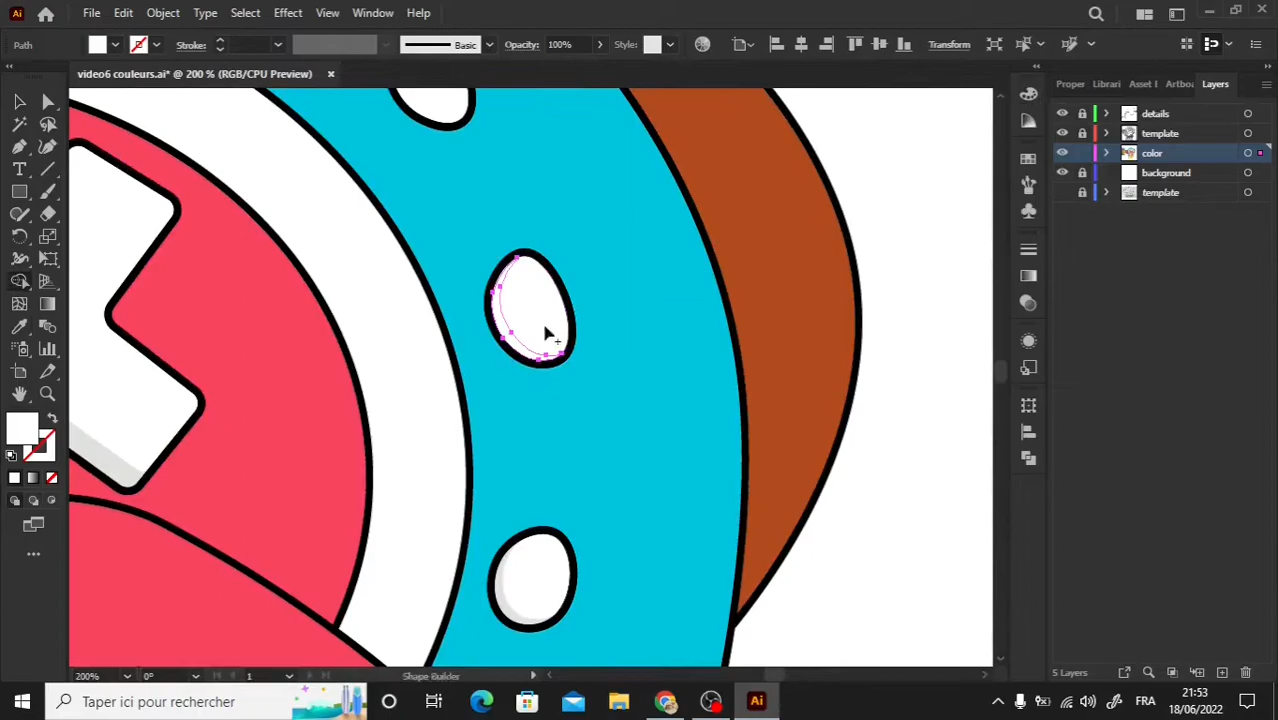 Ai File Edit Object Type Select Effect View Window Help
Path Stroke: Basic Opacity: 100% Style: Transform
video6 couleurs.ai* @ 200 % (RGB/CPU Preview) ×
Proper Librari Asset E Artboa Layers
details
template
color
background
template
200% 0° 1 Shape Builder 5 Layers
Taper ici pour rechercher Ai FRA 21:53
18/06/2022